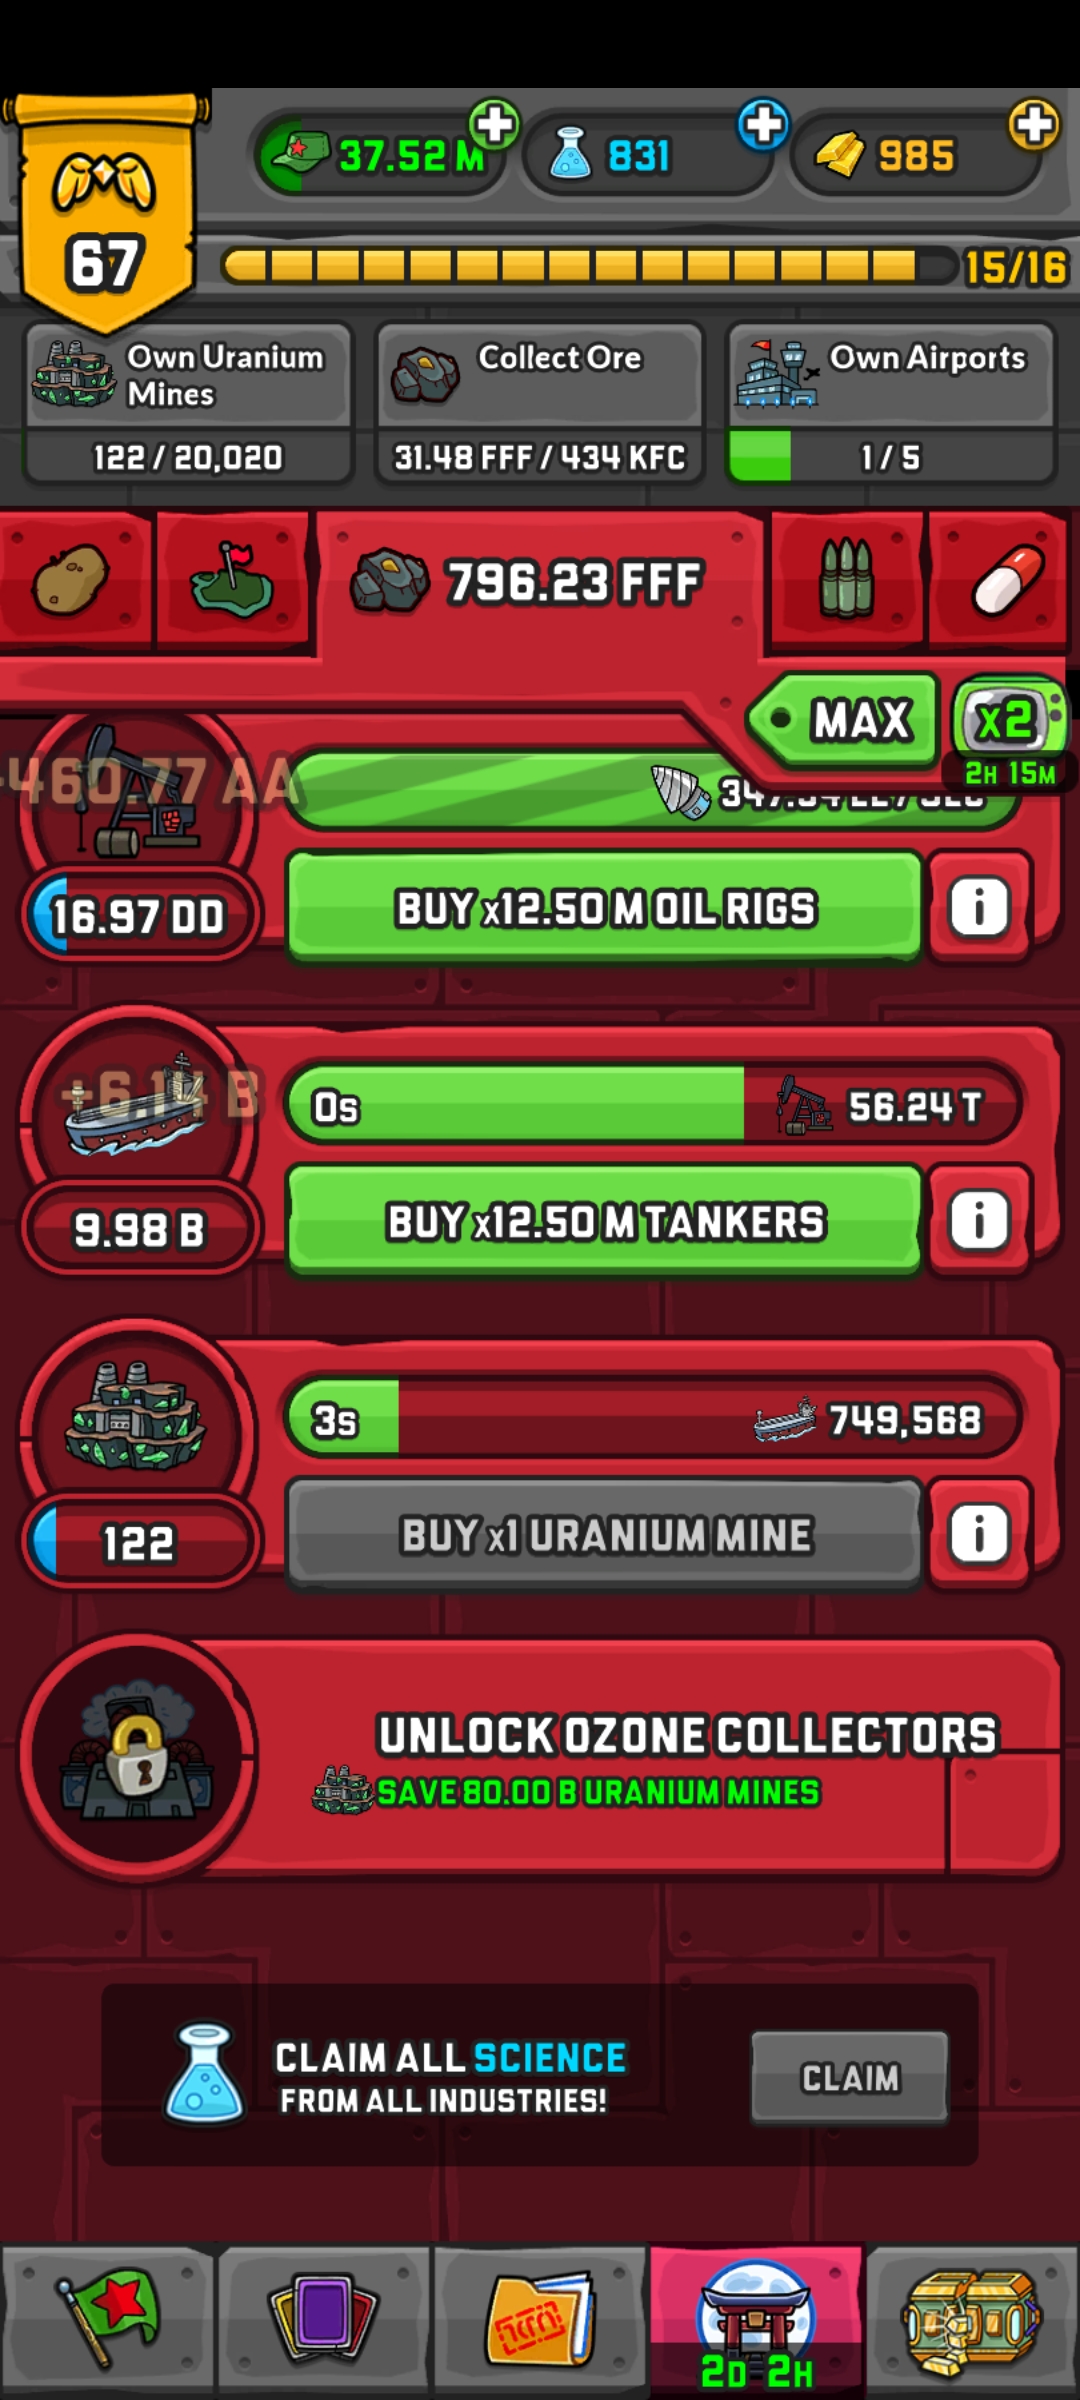 37.52 M
831
985
67
15/16
Own Uranium
Mines
122 / 20,020
Collect Ore
31.48 FFF / 434 KFC
Own Airports
1 / 5
796.23 FFF
MAX
x2
2H 15M
460.77 AA
16.97 DD
BUY x12.50 M OIL RIGS
i
+6.14 B
0s
56.24 T
9.98 B
BUY x12.50 M TANKERS
i
3s
749,568
122
BUY x1 URANIUM MINE
i
UNLOCK OZONE COLLECTORS
SAVE 80.00 B URANIUM MINES
CLAIM ALL SCIENCE
FROM ALL INDUSTRIES!
CLAIM
2D 2H